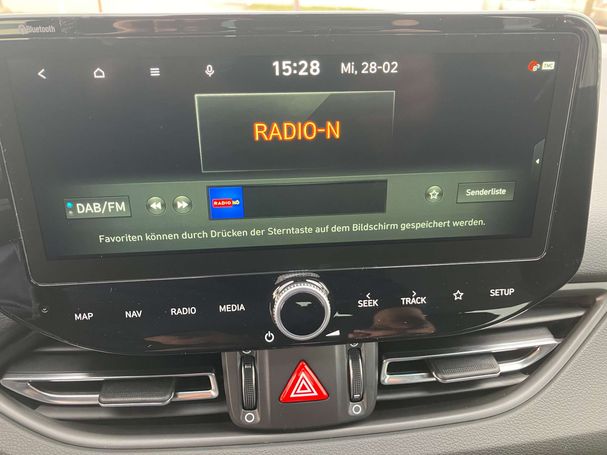 Bluetooth
15:28 Mi, 28-02
RADIO-N
DAB/FM
RADIO ND
Senderliste
Favoriten können durch Drücken der Sterntaste auf dem Bildschirm gespeichert werden.
MAP NAV RADIO MEDIA SEEK TRACK SETUP